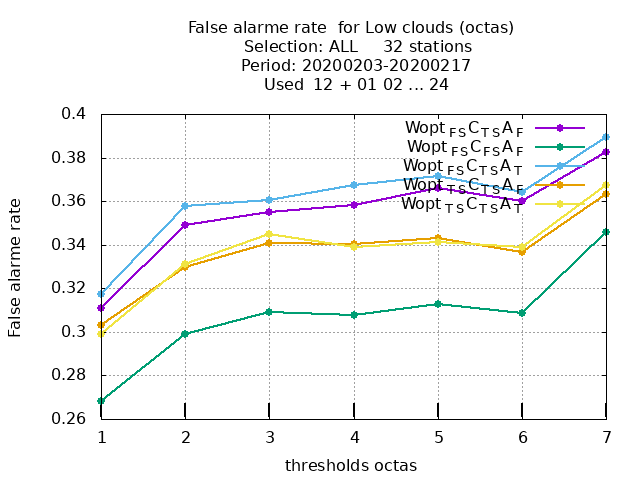 False alarme rate  for Low clouds (octas)
Selection: ALL     32 stations
Period: 20200203-20200217
Used  12 + 01 02 ... 24
0.4
0.38
0.36
0.34
0.32
0.3
0.28
0.26
False alarme rate
Wopt FS C TS A F
Wopt FS C FS A F
Wopt FS C TS A T
Wopt TS C TS A F
Wopt TS C TS A T
1 2 3 4 5 6 7
thresholds octas